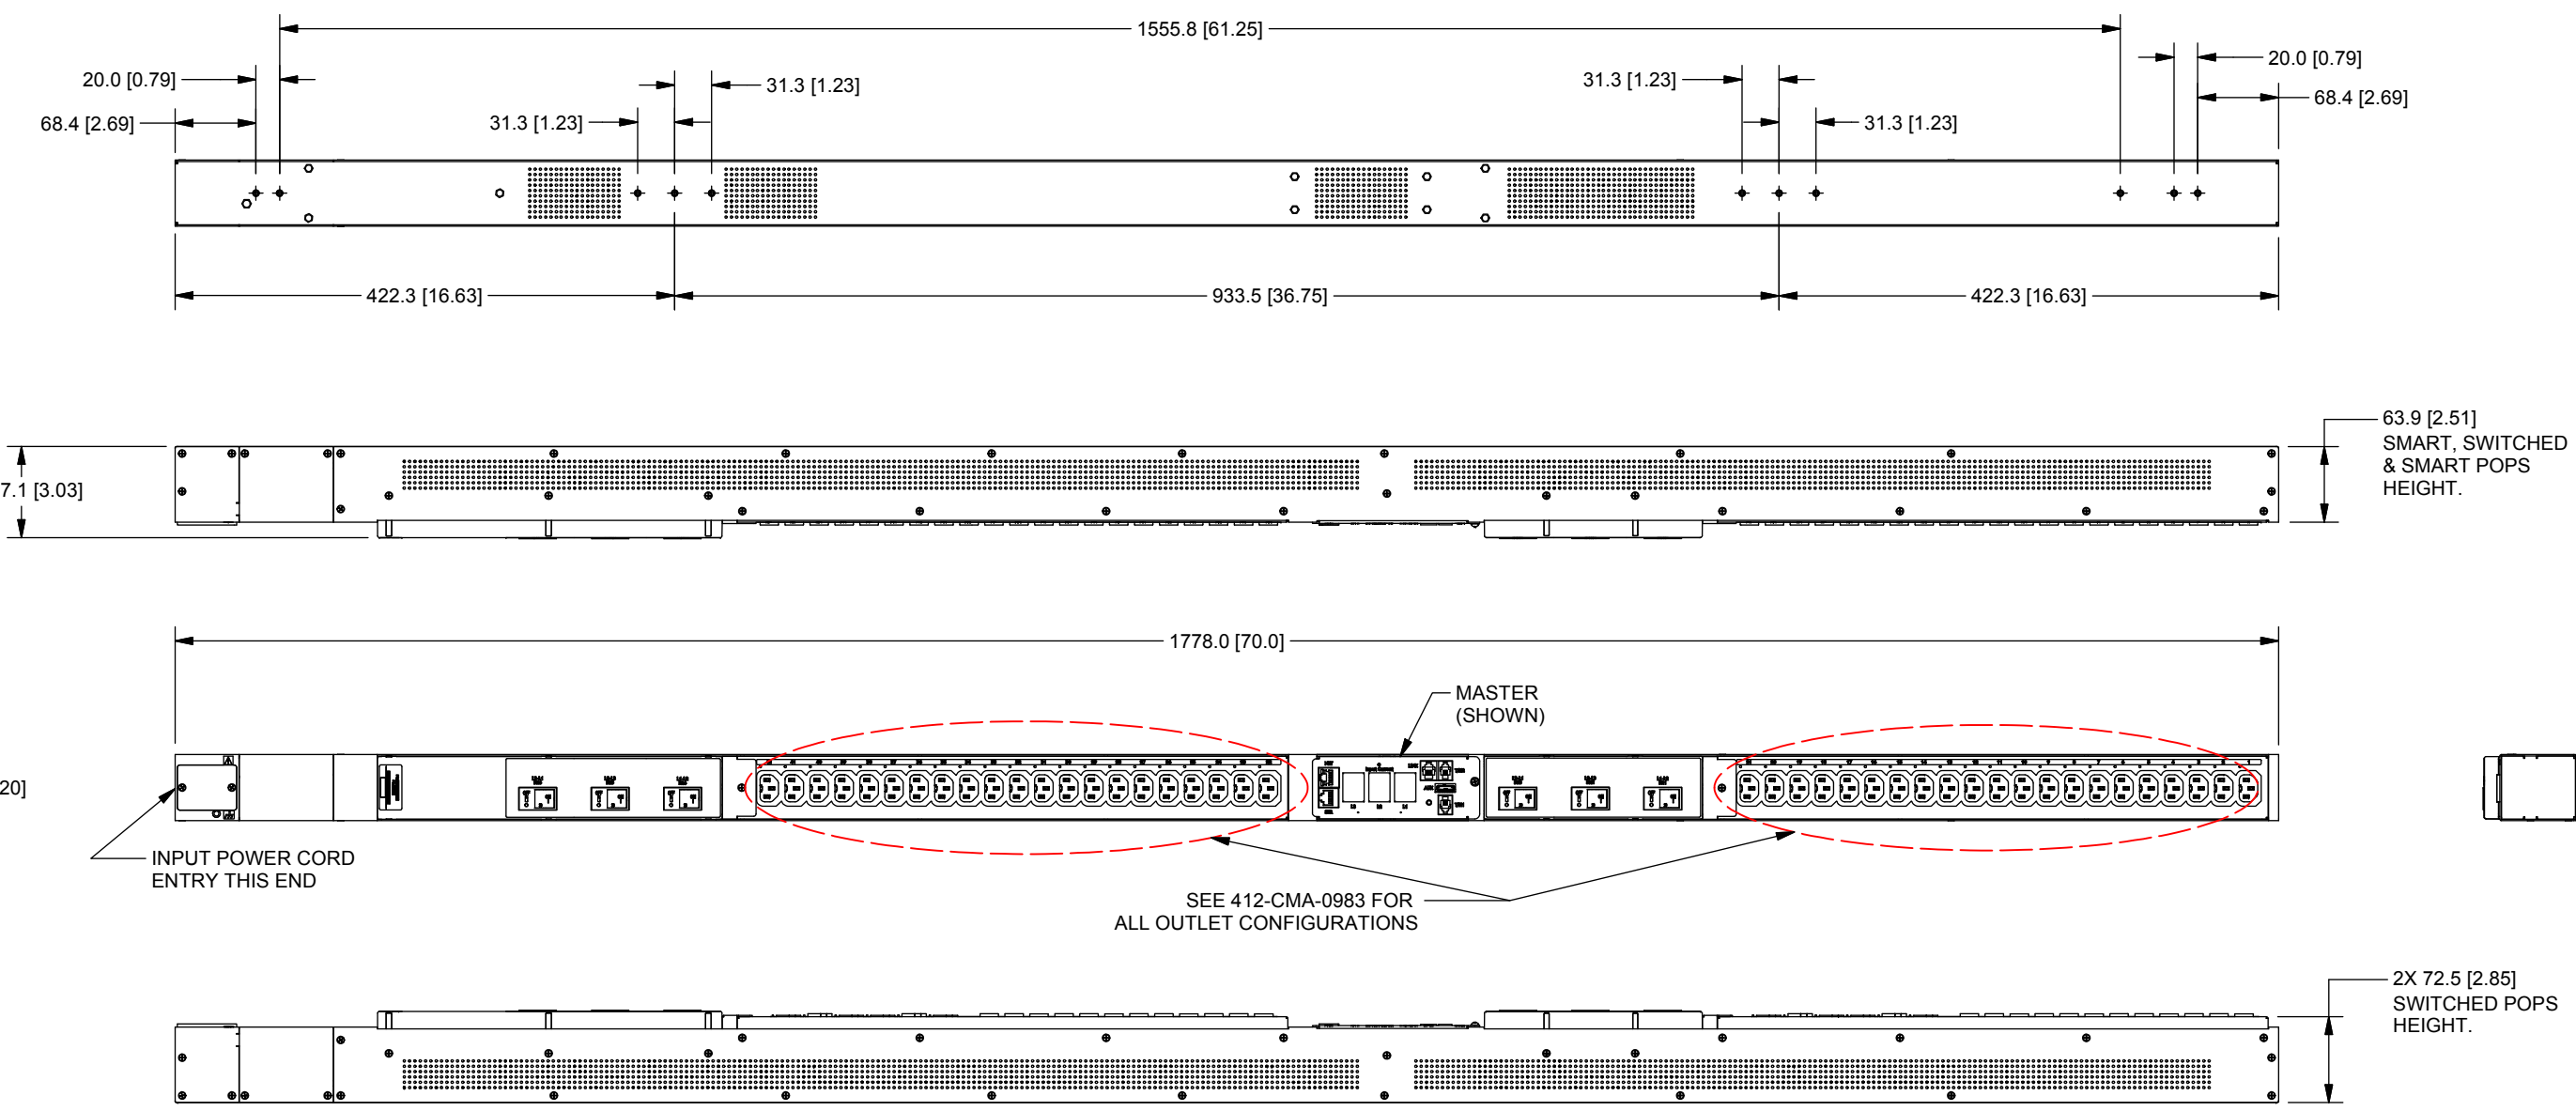 1555.8 [61.25]
20.0 [0.79]
31.3 [1.23]
31.3 [1.23]
20.0 [0.79]
68.4 [2.69]
31.3 [1.23]
31.3 [1.23]
68.4 [2.69]
422.3 [16.63]
933.5 [36.75]
422.3 [16.63]
7.1 [3.03]
63.9 [2.51]
SMART, SWITCHED
& SMART POPS
HEIGHT.
1778.0 [70.0]
MASTER
(SHOWN)
20]
INPUT POWER CORD
ENTRY THIS END
SEE 412-CMA-0983 FOR
ALL OUTLET CONFIGURATIONS
2X 72.5 [2.85]
SWITCHED POPS
HEIGHT.